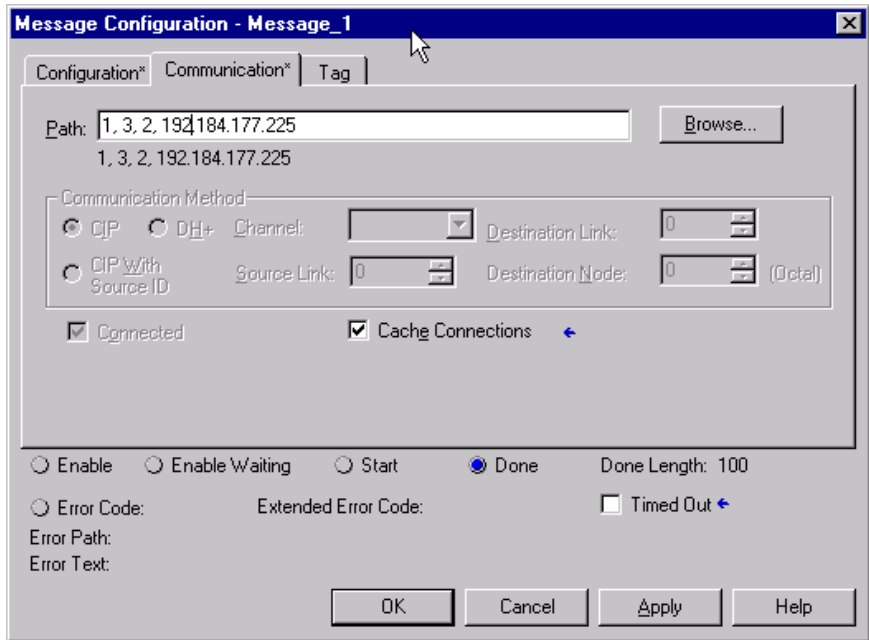 Message Configuration - Message_1
Configuration* Communication* Tag
Path: 1, 3, 2, 192.184.177.225 Browse...
1, 3, 2, 192.184.177.225
Communication Method
CIP DH+ Channel: Destination Link: 0
CIP With Source ID Source Link: 0 Destination Node: 0 (Octal)
Connected Cache Connections
Enable Enable Waiting Start Done Done Length: 100
Error Code: Extended Error Code: Timed Out
Error Path:
Error Text:
OK Cancel Apply Help